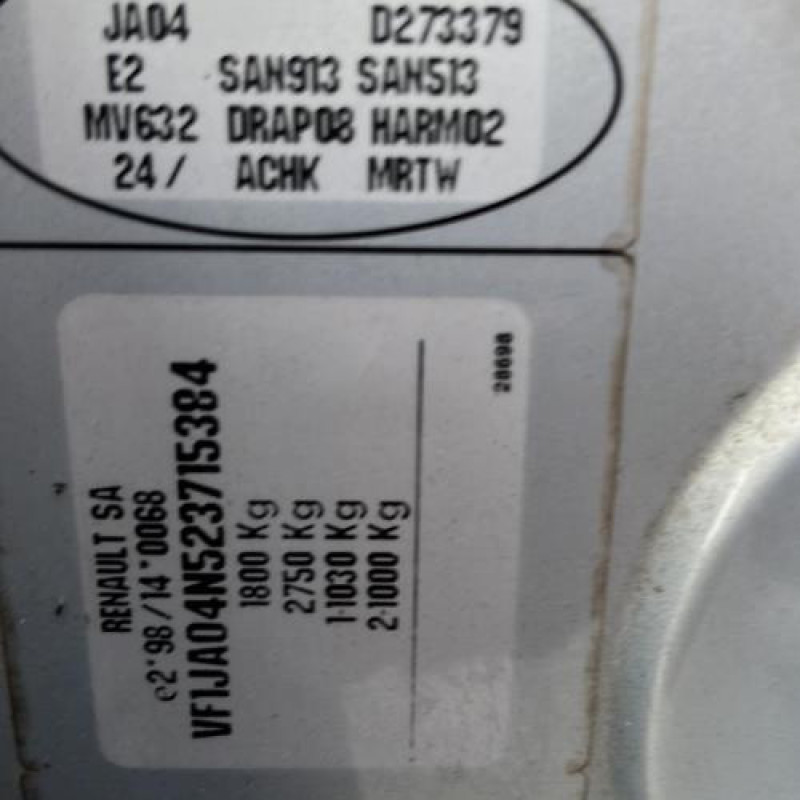 JA04 D273379
E2 SAN913 SAN513
MV632 DRAP08 HARM02
24 / ACHK MRTW
RENAULT SA
e2*98/14*0068
VF1JA04N523715384
1800 Kg
2750 Kg
1-1030 Kg
2-1000 Kg